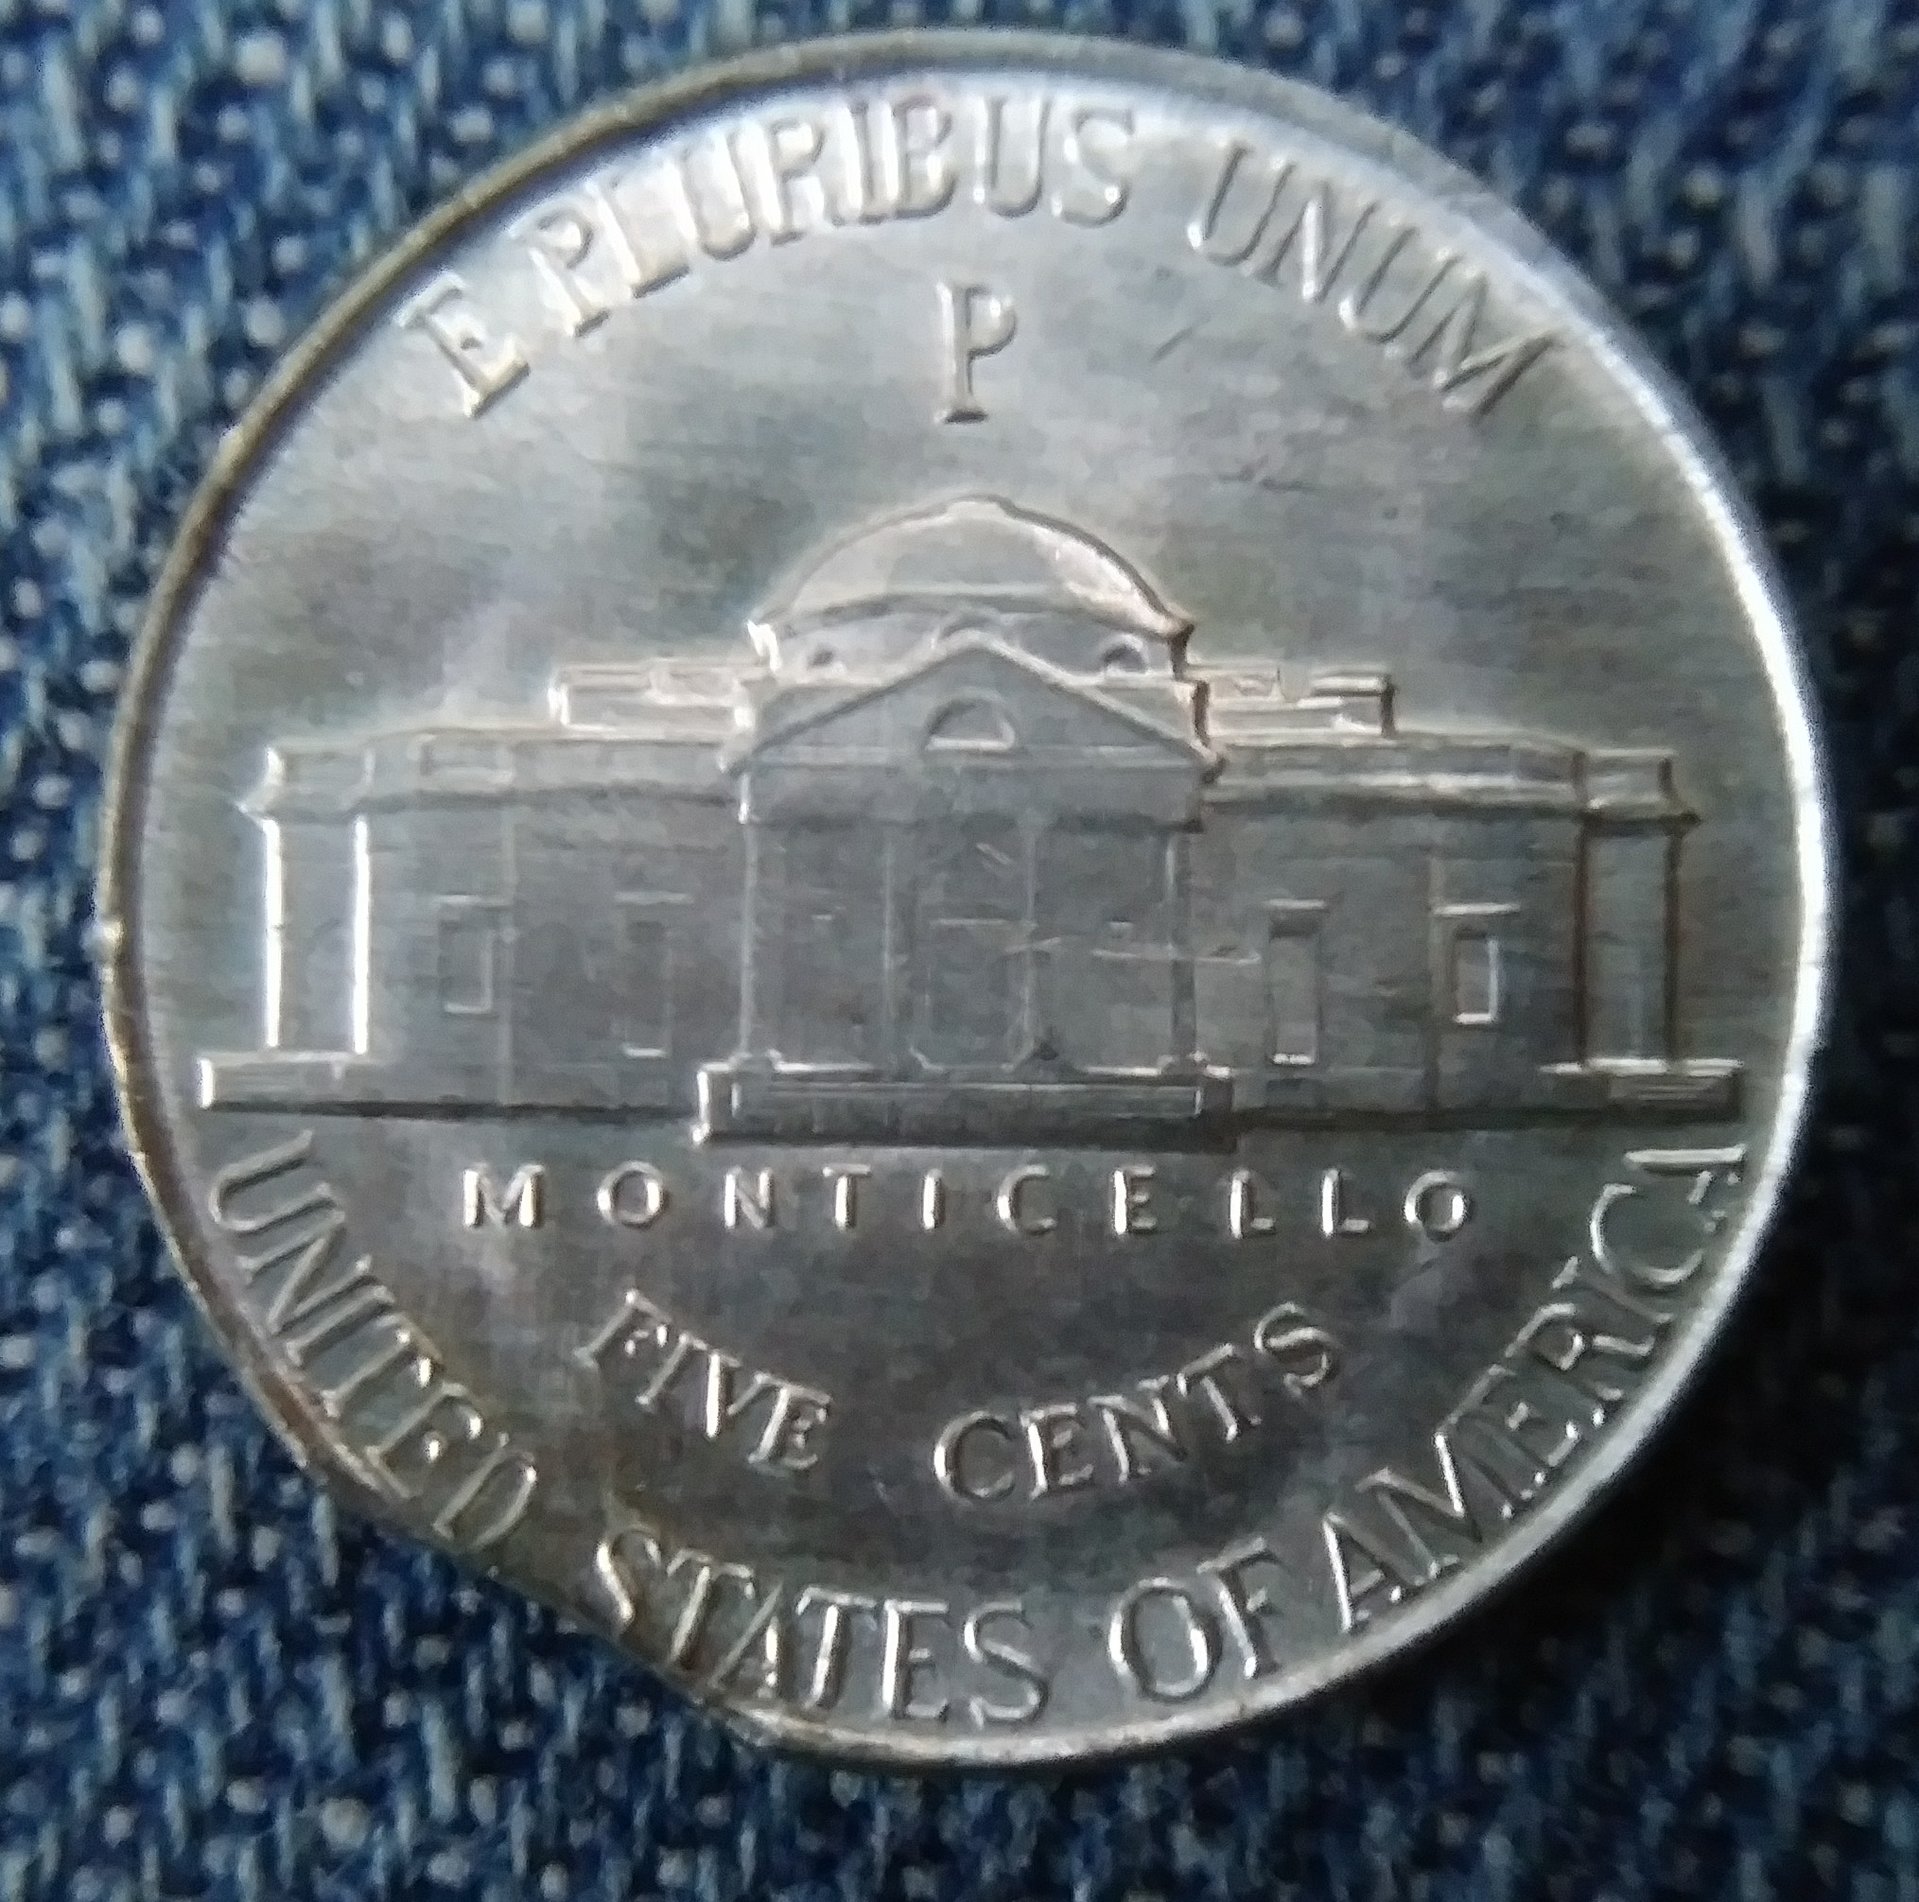 E PLURIBUS UNUM
P
MONTICELLO
FIVE CENTS
UNITED STATES OF AMERICA